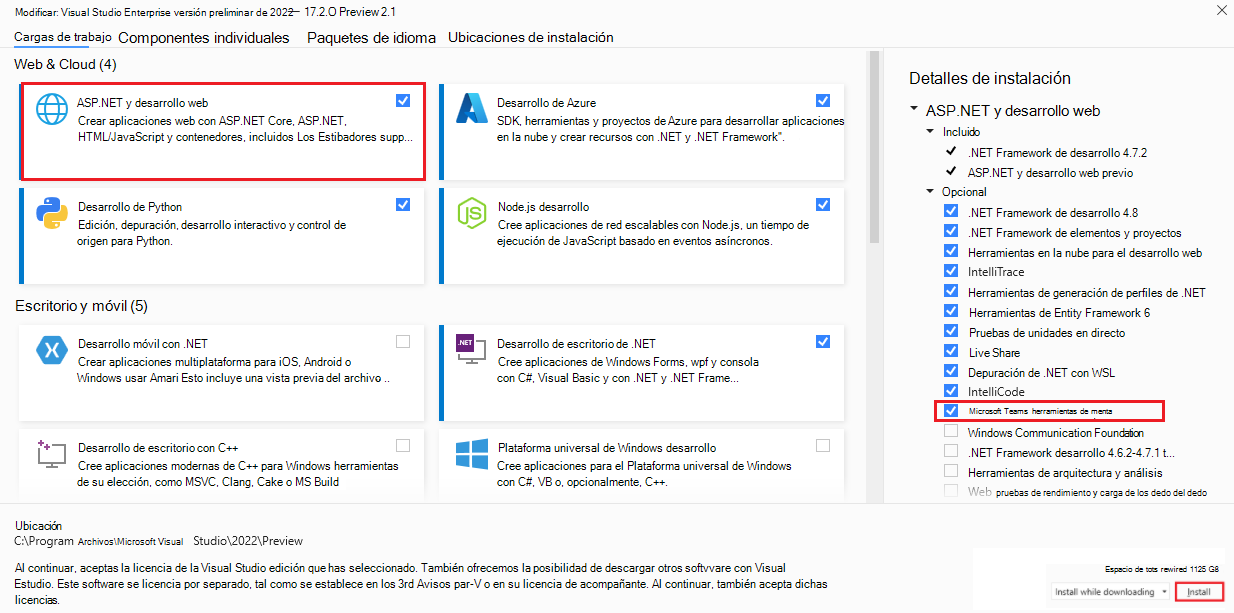 Modificar: Visual Studio Enterprise versión preliminar de 2022— 17.2.O Preview 2.1
Cargas de trabajo Componentes individuales Paquetes de idioma Ubicaciones de instalación
Web & Cloud (4)
ASP.NET y desarrollo web
Crear aplicaciones web con ASP.NET Core, ASP.NET,
HTML/JavaScript y contenedores, incluidos Los Estibadores supp...
Desarrollo de Azure
SDK, herramientas y proyectos de Azure para desarrollar aplicaciones
en la nube y crear recursos con .NET y .NET Framework".
Desarrollo de Python
Edición, depuración, desarrollo interactivo y control de
origen para Python.
Node.js desarrollo
Cree aplicaciones de red escalables con Node.js, un tiempo de
ejecución de JavaScript basado en eventos asíncronos.
Escritorio y móvil (5)
Desarrollo móvil con .NET
Crear aplicaciones multiplataforma para iOS, Android o
Windows usar Amari Esto incluye una vista previa del archivo ..
.NET
Desarrollo de escritorio de .NET
Cree aplicaciones de Windows Forms, wpf y consola
con C#, Visual Basic y con .NET y .NET Frame...
Desarrollo de escritorio con C++
Cree aplicaciones modernas de C++ para Windows herramientas
de su elección, como MSVC, Clang, Cake o MS Build
Plataforma universal de Windows desarrollo
Cree aplicaciones para el Plataforma universal de Windows
con C#, VB o, opcionalmente, C++.
Detalles de instalación
ASP.NET y desarrollo web
Incluido
.NET Framework de desarrollo 4.7.2
ASP.NET y desarrollo web previo
Opcional
.NET Framework de desarrollo 4.8
.NET Framework de elementos y proyectos
Herramientas en la nube para el desarrollo web
IntelliTrace
Herramientas de generación de perfiles de .NET
Herramientas de Entity Framework 6
Pruebas de unidades en directo
Live Share
Depuración de .NET con WSL
IntelliCode
Microsoft Teams herramientas de menta
Windows Communication Foundation
.NET Framework desarrollo 4.6.2-4.7.1 t...
Herramientas de arquitectura y análisis
Web pruebas de rendimiento y carga de los dedo del dedo
Ubicación
C:\Program Archivos\Microsoft Visual Studio\2022\Preview
Al continuar, aceptas la licencia de la Visual Studio edición que has seleccionado. También ofrecemos la posibilidad de descargar otros softvvare con Visual
Estudio. Este software se licencia por separado, tal como se establece en los 3rd Avisos par-V o en su licencia de acompañante. Al continuar, también acepta dichas
licencias.
Espacio de tots rewired 1125 GB
Install while downloading
Install